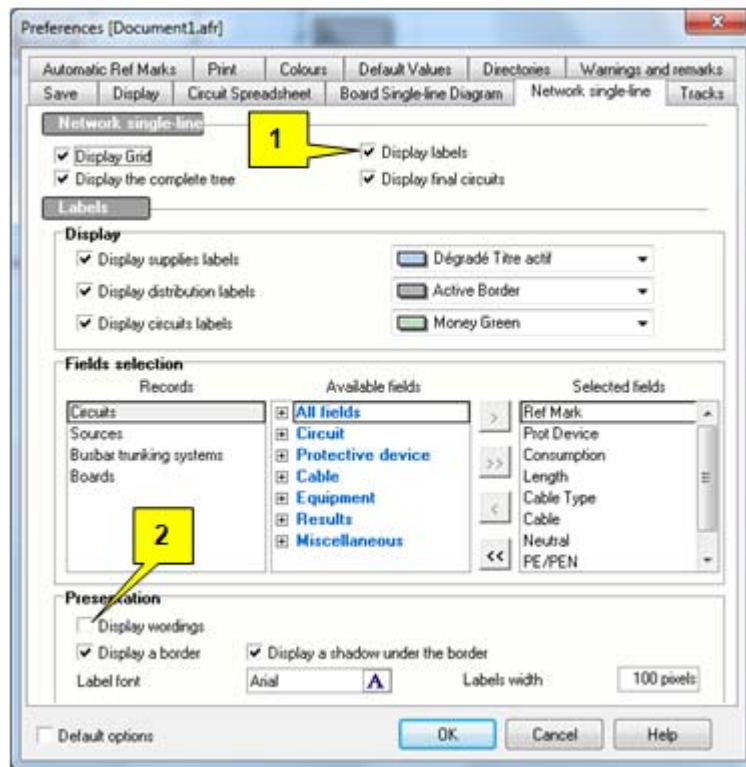 Preferences [Document1.afr]
Automatic Ref Marks Print Colours Default Values Directories Warnings and remarks
Save Display Circuit Spreadsheet Board Single-line Diagram Network single-line Tracks
Network single-line
1
Display Grid Display labels
Display the complete tree Display final circuits
Labels
Display
Display supplies labels Dégradé Titre actif
Display distribution labels Active Border
Display circuits labels Money Green
Fields selection
Records Available fields Selected fields
Circuits All fields > Ref Mark
Sources Circuit Prot Device
Busbar trunking systems Protective device >> Consumption
Boards Cable Length
Equipment < Cable Type
Results Cable
Miscellaneous << Neutral
PE/PEN
2
Presentation
Display wordings
Display a border Display a shadow under the border
Label font Arial A Labels width 100 pixels
Default options OK Cancel Help